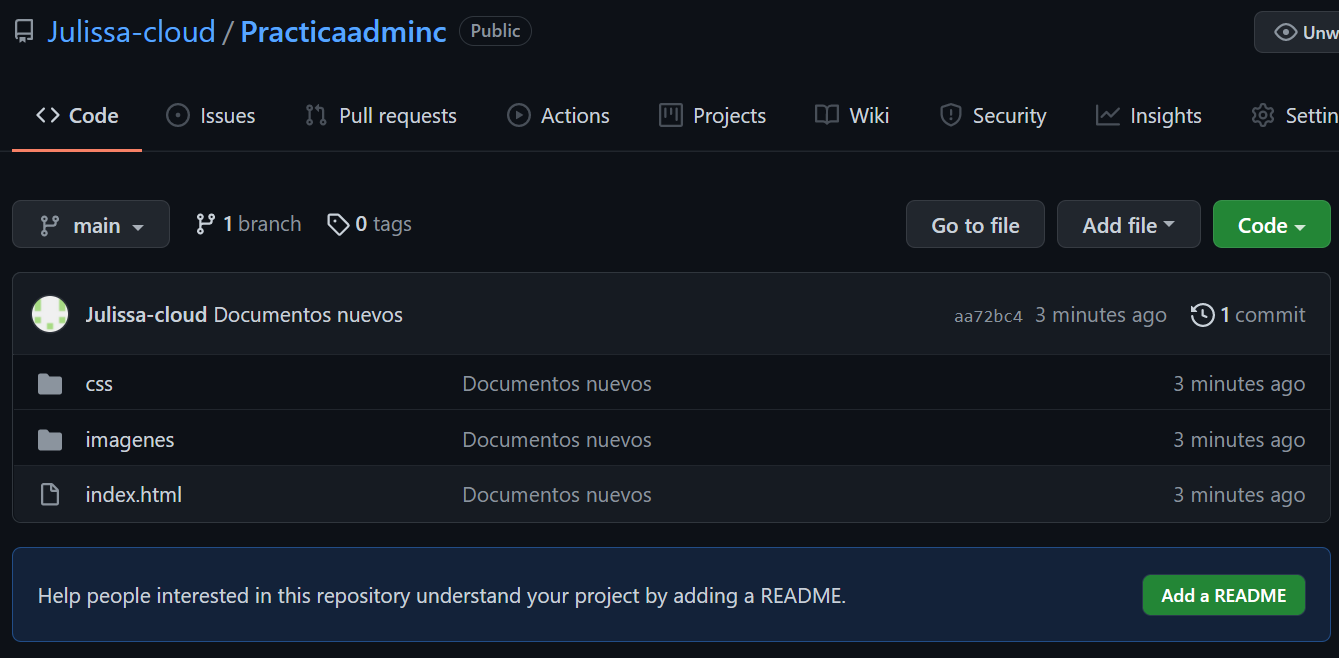 Julissa-cloud / Practicaadminc Public Unw
Code Issues Pull requests Actions Projects Wiki Security Insights Settin
main 1 branch 0 tags Go to file Add file Code
Julissa-cloud Documentos nuevos aa72bc4 3 minutes ago 1 commit
css Documentos nuevos 3 minutes ago
imagenes Documentos nuevos 3 minutes ago
index.html Documentos nuevos 3 minutes ago
Help people interested in this repository understand your project by adding a README. Add a README